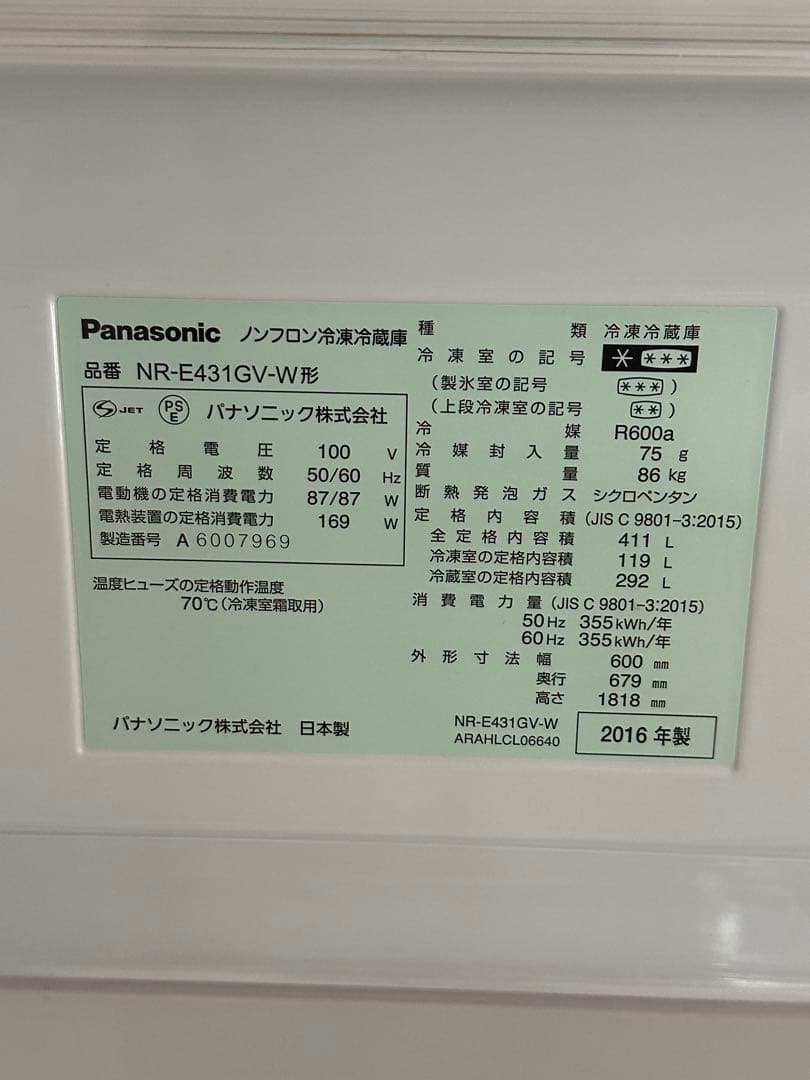 Panasonic ノンフロン冷凍冷蔵庫
品番 NR-E431GV-W形
JET PS E パナソニック株式会社
定格電圧 100 V
定格周波数 50/60 Hz
電動機の定格消費電力 87/87 W
電熱装置の定格消費電力 169 W
製造番号 A 6007969
温度ヒューズの定格動作温度
70℃(冷凍室霜取用)
パナソニック株式会社 日本製
種類 冷凍冷蔵庫
冷凍室の記号 * ***
(製氷室の記号 ***)
(上段冷凍室の記号 **)
冷媒 R600a
冷媒封入量 75 g
質量 86 kg
断熱発泡ガス シクロペンタン
定格内容積 (JIS C 9801-3:2015)
全定格内容積 411 L
冷凍室の定格内容積 119 L
冷蔵室の定格内容積 292 L
消費電力量 (JIS C 9801-3:2015)
50Hz 355kWh/年
60Hz 355kWh/年
外形寸法 幅 600 mm
奥行 679 mm
高さ 1818 mm
NR-E431GV-W
ARAHLCL06640
2016 年製